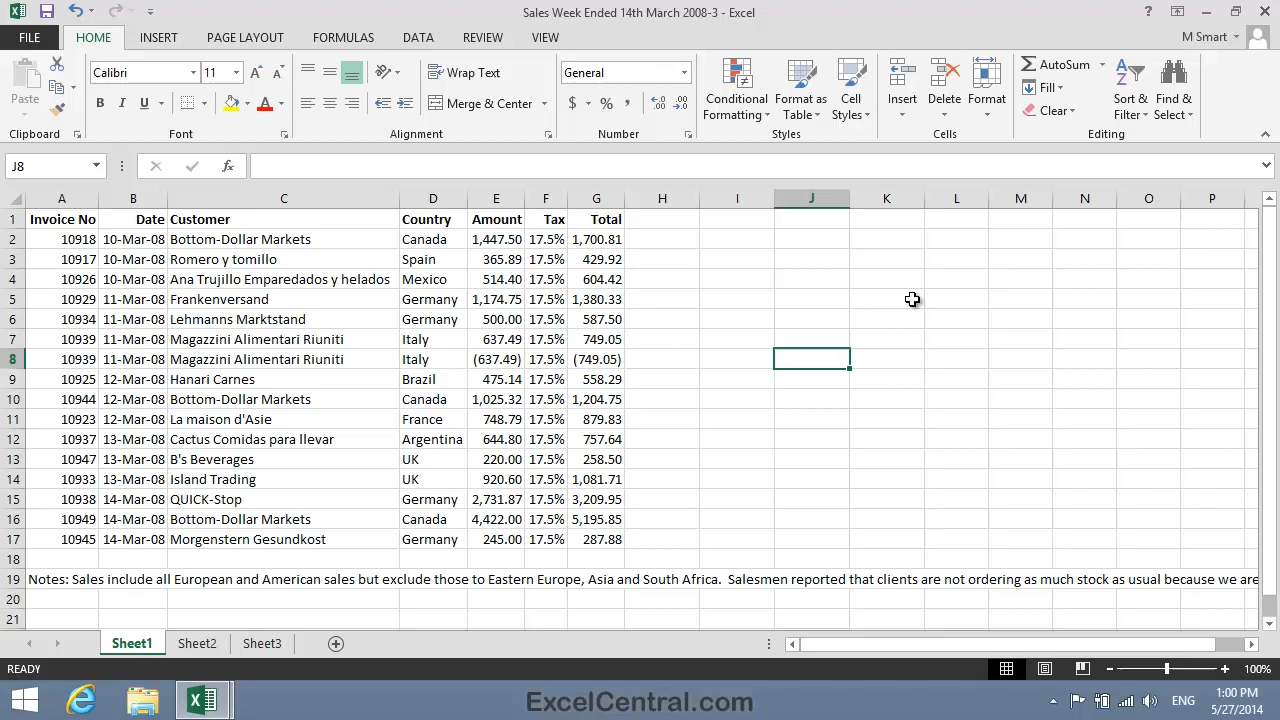 Sales Week Ended 14th March 2008-3 - Excel
FILE HOME INSERT PAGE LAYOUT FORMULAS DATA REVIEW VIEW M Smart
Paste
Clipboard
Calibri 11
B I U A
Font
Wrap Text
Merge & Center
Alignment
General
$ % ,
Number
Conditional Formatting
Format as Table
Cell Styles
Styles
Insert Delete Format
Cells
AutoSum
Fill
Clear
Sort & Filter
Find & Select
Editing
J8 fx
A B C D E F G H I J K L M N O P
1 Invoice No Date Customer Country Amount Tax Total
2 10918 10-Mar-08 Bottom-Dollar Markets Canada 1,447.50 17.5% 1,700.81
3 10917 10-Mar-08 Romero y tomillo Spain 365.89 17.5% 429.92
4 10926 10-Mar-08 Ana Trujillo Emparedados y helados Mexico 514.40 17.5% 604.42
5 10929 11-Mar-08 Frankenversand Germany 1,174.75 17.5% 1,380.33
6 10934 11-Mar-08 Lehmanns Marktstand Germany 500.00 17.5% 587.50
7 10939 11-Mar-08 Magazzini Alimentari Riuniti Italy 637.49 17.5% 749.05
8 10939 11-Mar-08 Magazzini Alimentari Riuniti Italy (637.49) 17.5% (749.05)
9 10925 12-Mar-08 Hanari Carnes Brazil 475.14 17.5% 558.29
10 10944 12-Mar-08 Bottom-Dollar Markets Canada 1,025.32 17.5% 1,204.75
11 10923 12-Mar-08 La maison d'Asie France 748.79 17.5% 879.83
12 10937 13-Mar-08 Cactus Comidas para llevar Argentina 644.80 17.5% 757.64
13 10947 13-Mar-08 B's Beverages UK 220.00 17.5% 258.50
14 10933 13-Mar-08 Island Trading UK 920.60 17.5% 1,081.71
15 10938 14-Mar-08 QUICK-Stop Germany 2,731.87 17.5% 3,209.95
16 10949 14-Mar-08 Bottom-Dollar Markets Canada 4,422.00 17.5% 5,195.85
17 10945 14-Mar-08 Morgenstern Gesundkost Germany 245.00 17.5% 287.88
18
19 Notes: Sales include all European and American sales but exclude those to Eastern Europe, Asia and South Africa. Salesmen reported that clients are not ordering as much stock as usual because we are
20
21
Sheet1 Sheet2 Sheet3
READY 100%
ExcelCentral.com
ENG
1:00 PM
5/27/2014